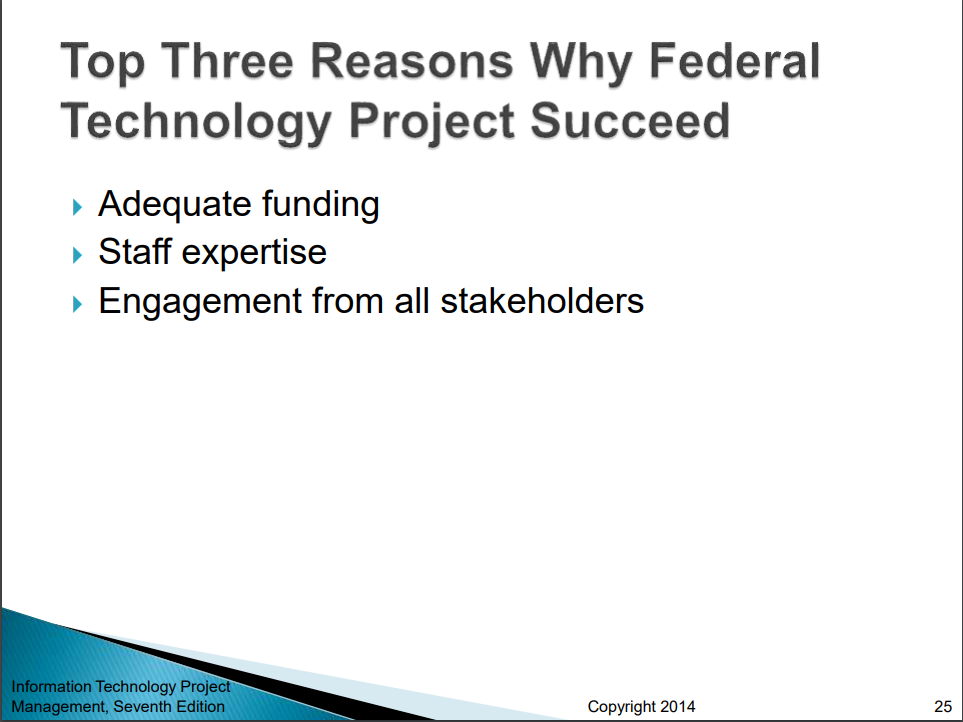 Top Three Reasons Why Federal
Technology Project Succeed
Adequate funding
Staff expertise
Engagement from all stakeholders
Information Technology Project
Management, Seventh Edition
Copyright 2014
25